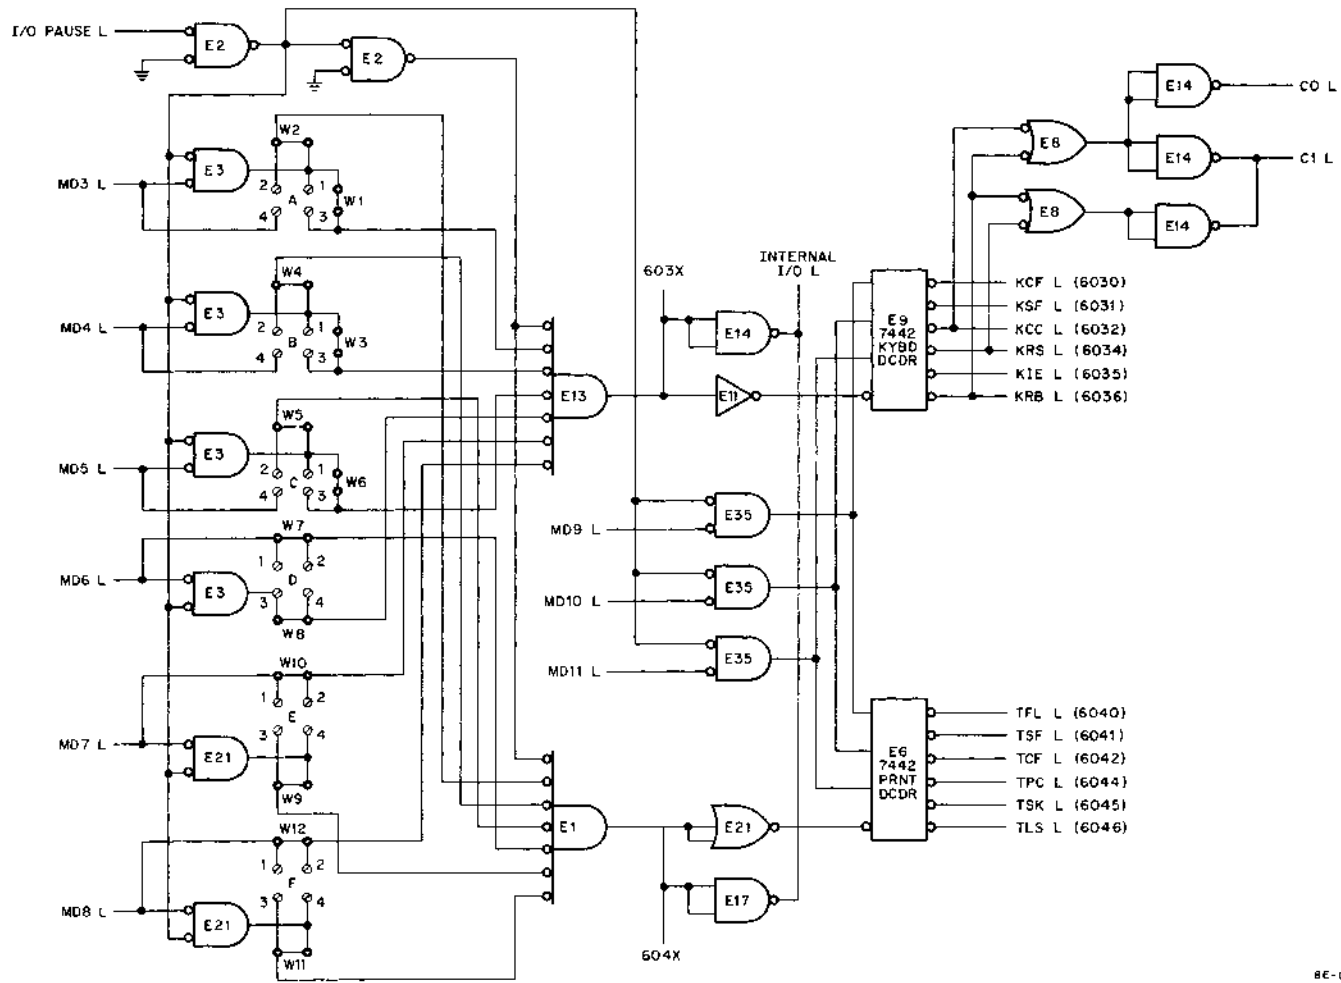 I/O PAUSE L
E2
E2
E14
C0 L
W2
E8
E3
E14
C1 L
MD3 L
2
1
A
W1
4
3
E8
E14
W4
603X
INTERNAL
I/O L
KCF L (6030)
E3
KSF L (6031)
MD4 L
2
1
B
W3
4
3
E14
E9
7442
KYBD
DCDR
KCC L (6032)
KRS L (6034)
KIE L (6035)
E13
E11
KRB L (6036)
W5
E3
MD5 L
2
1
C
W6
4
3
E35
MD9 L
W7
1
2
MD6 L
D
E3
3
4
W8
E35
MD10 L
E35
MD11 L
W10
1
2
E
3
4
MD7 L
E21
W9
TFL L (6040)
TSF L (6041)
E6
7442
PRNT
DCDR
TCF L (6042)
TPC L (6044)
TSK L (6045)
TLS L (6046)
E1
E21
W12
1
2
F
3
4
MD8 L
E21
W11
E17
604X